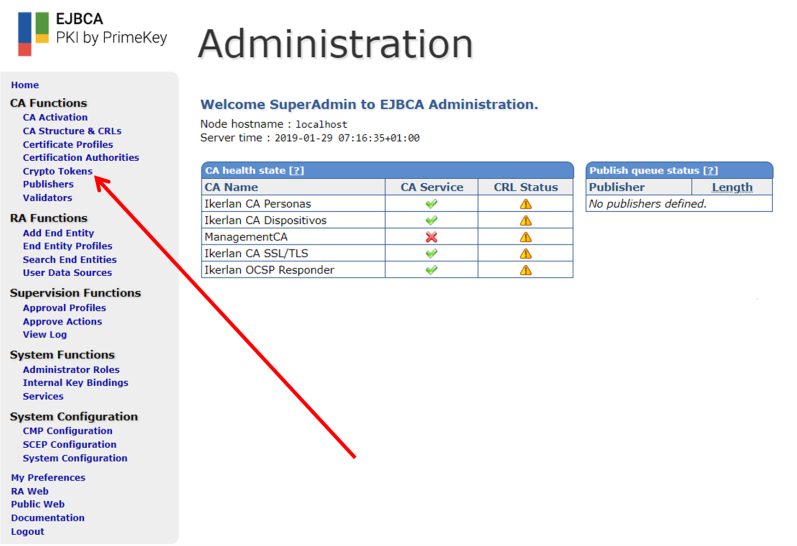 EJBCA
PKI by PrimeKey
Administration
Home
CA Functions
CA Activation
CA Structure & CRLs
Certificate Profiles
Certification Authorities
Crypto Tokens
Publishers
Validators
RA Functions
Add End Entity
End Entity Profiles
Search End Entities
User Data Sources
Supervision Functions
Approval Profiles
Approve Actions
View Log
System Functions
Administrator Roles
Internal Key Bindings
Services
System Configuration
CMP Configuration
SCEP Configuration
System Configuration
My Preferences
RA Web
Public Web
Documentation
Logout
Welcome SuperAdmin to EJBCA Administration.
Node hostname : localhost
Server time : 2019-01-29 07:16:35+01:00
CA health state [?]
CA Name CA Service CRL Status
Ikerlan CA Personas
Ikerlan CA Dispositivos
ManagementCA
Ikerlan CA SSL/TLS
Ikerlan OCSP Responder
Publish queue status [?]
Publisher Length
No publishers defined.